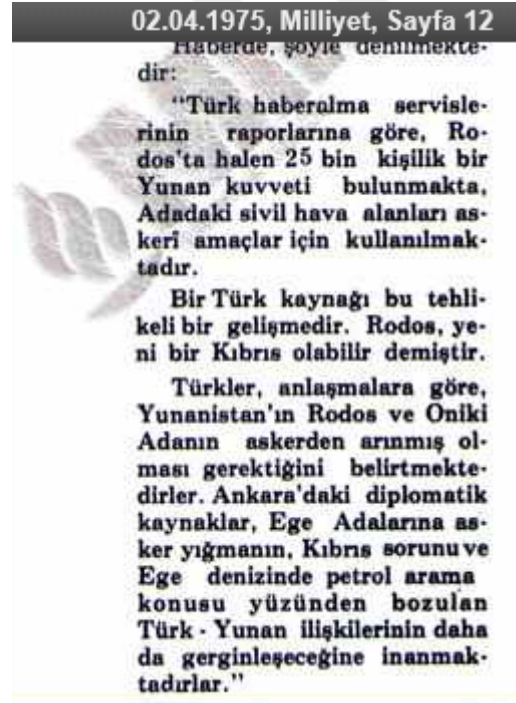 02.04.1975, Milliyet, Sayfa 12
Haberde, şöyle denilmekte-
dir:
"Türk haberalma servisle-
rinin raporlarına göre, Ro-
dos'ta halen 25 bin kişilik bir
Yunan kuvveti bulunmakta,
Adadaki sivil hava alanları as-
kerî amaçlar için kullanılmak-
tadır.
Bir Türk kaynağı bu tehli-
keli bir gelişmedir. Rodos, ye-
ni bir Kıbrıs olabilir demiştir.
Türkler, anlaşmalara göre,
Yunanistan'ın Rodos ve Oniki
Adanın askerden arınmış ol-
ması gerektiğini belirtmekte-
dirler. Ankara'daki diplomatik
kaynaklar, Ege Adalarına as-
ker yığmanın, Kıbrıs sorunu ve
Ege denizinde petrol arama
konusu yüzünden bozulan
Türk - Yunan ilişkilerinin daha
da gerginleşeceğine inanmak-
tadırlar."